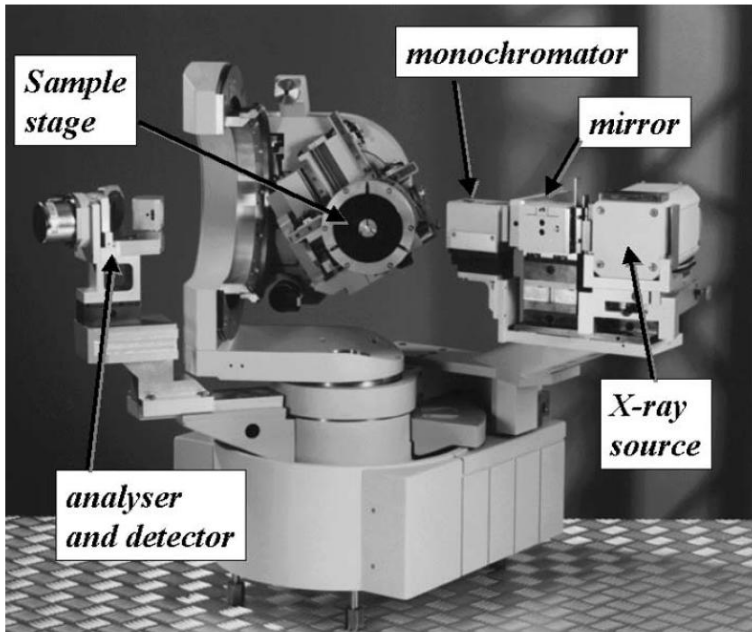 Sample
stage
monochromator
mirror
X-ray
source
analyser
and detector